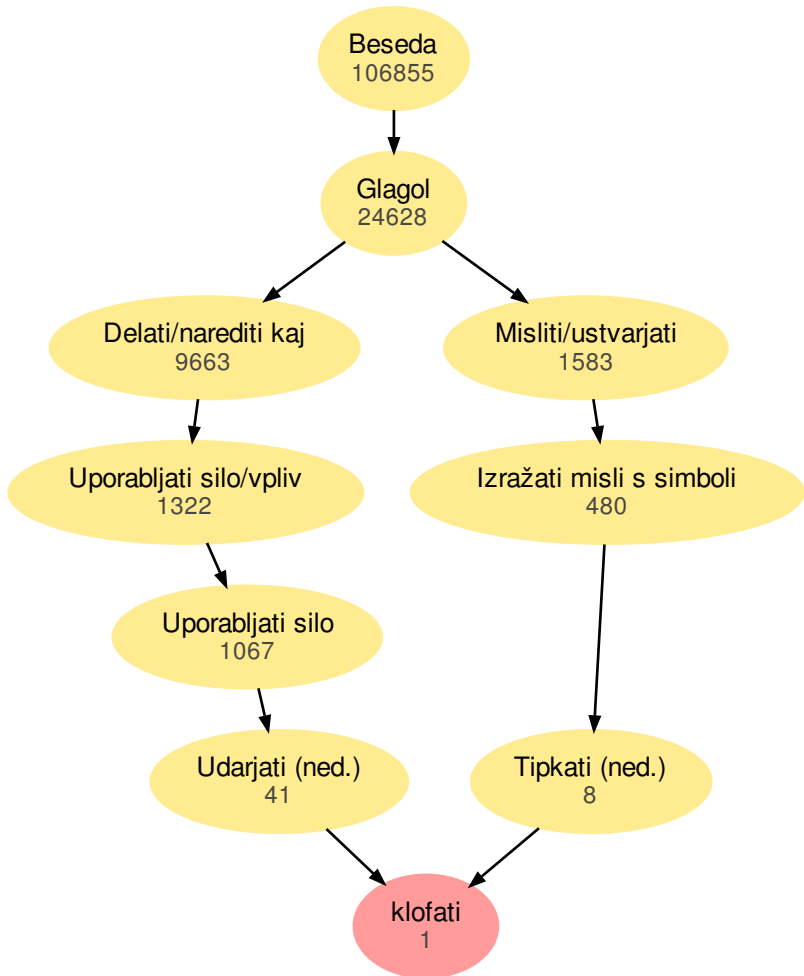 Beseda
106855
Glagol
24628
Delati/narediti kaj
9663
Misliti/ustvarjati
1583
Uporabljati silo/vpliv
1322
Izražati misli s simboli
480
Uporabljati silo
1067
Udarjati (ned.)
41
Tipkati (ned.)
8
klofati
1